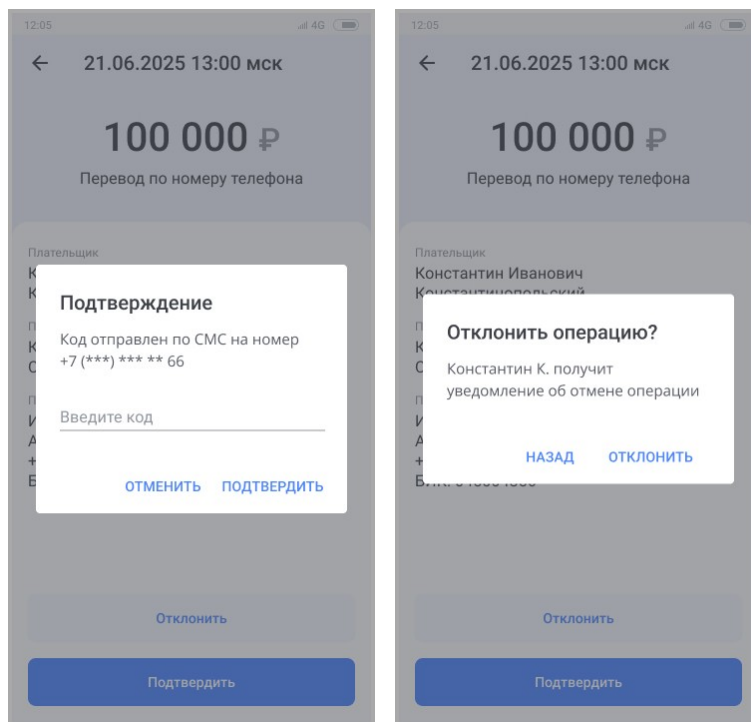 12:05
4G
21.06.2025 13:00 мск
100 000 ₽
Перевод по номеру телефона
Плательщик
Подтверждение
Код отправлен по СМС на номер
+7 (***) *** ** 66
Введите код
ОТМЕНИТЬ ПОДТВЕРДИТЬ
Отклонить
Подтвердить
12:05
4G
21.06.2025 13:00 мск
100 000 ₽
Перевод по номеру телефона
Плательщик
Константин Иванович
Константинопольский
Отклонить операцию?
Константин К. получит
уведомление об отмене операции
НАЗАД ОТКЛОНИТЬ
Отклонить
Подтвердить